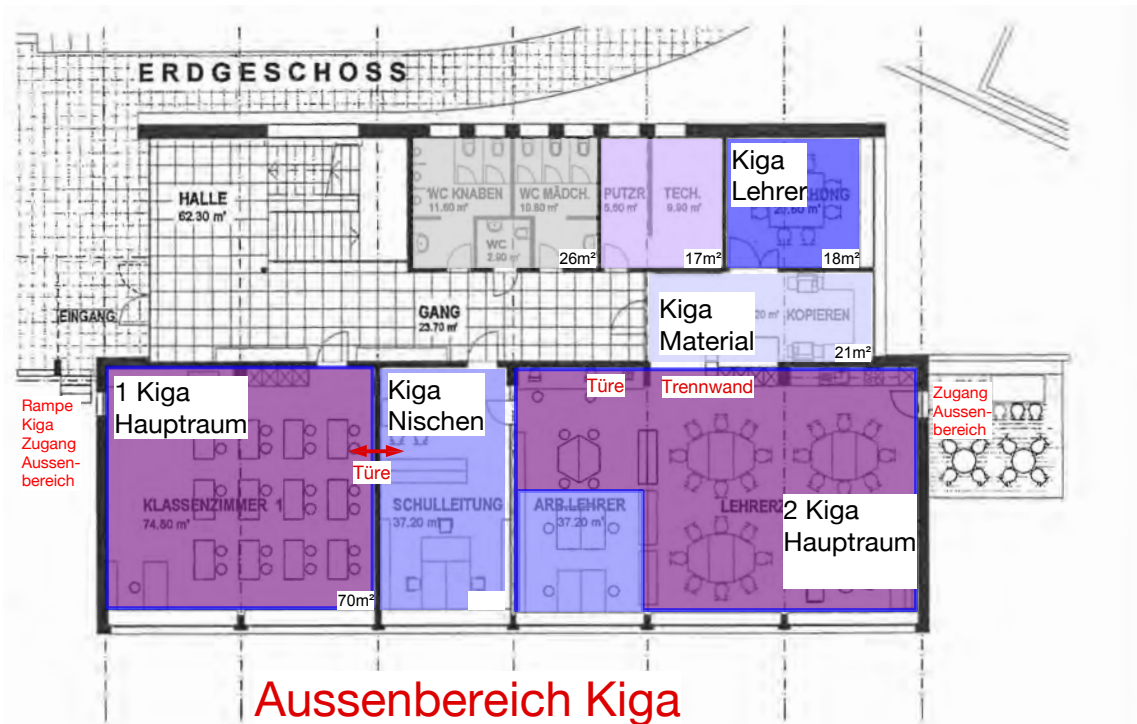 ERDGESCHOSS
HALLE
62.30 m²
WC KNABEN
11.60 m²
WC MÄDCH.
10.80 m²
WC
2.90 m²
26m²
PUTZR
5.60 m²
TECH.
9.90 m²
17m²
Kiga
Lehrer
18m²
EINGANG
GANG
23.70 m²
Kiga
Material
KOPIEREN
21m²
Rampe
Kiga
Zugang
Aussen-
bereich
1 Kiga
Hauptraum
KLASSENZIMMER 1
74.80 m²
70m²
Türe
Kiga
Nischen
SCHULLEITUNG
37.20 m²
Türe
Trennwand
ARB.LEHRER
37.20 m²
2 Kiga
Hauptraum
Zugang
Aussen-
bereich
Aussenbereich Kiga